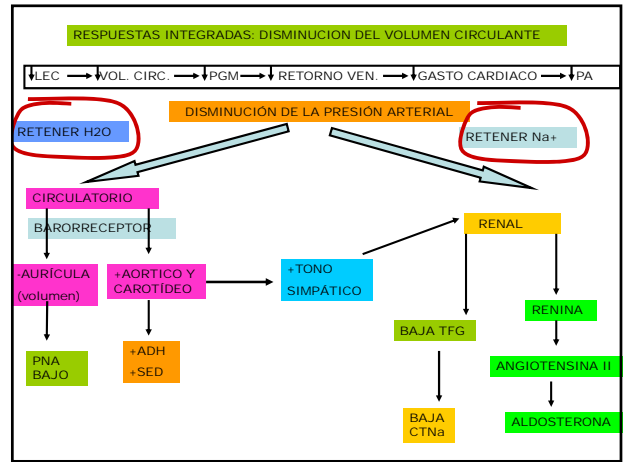 RESPUESTAS INTEGRADAS: DISMINUCION DEL VOLUMEN CIRCULANTE
LEC VOL. CIRC. PGM RETORNO VEN. GASTO CARDIACO PA
DISMINUCIÓN DE LA PRESIÓN ARTERIAL
RETENER H2O
RETENER Na+
CIRCULATORIO
BARORRECEPTOR
RENAL
-AURÍCULA
(volumen)
+AORTICO Y
CAROTÍDEO
+TONO
SIMPÁTICO
RENINA
BAJA TFG
PNA
BAJO
+ADH
+SED
ANGIOTENSINA II
BAJA
CTNa
ALDOSTERONA